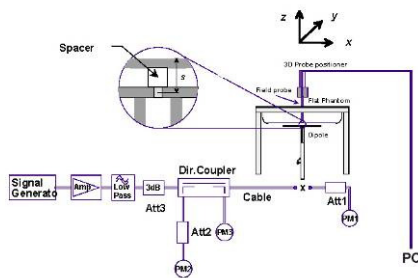 z
y
x
Spacer
s
3D Probe positioner
Field probe
Flat Phantom
Dipole
Signal
Generato
Amp
Low
Pass
3dB
Att3
Dir.Coupler
Cable
x
Att1
PM1
Att2
PM3
PM2
PC